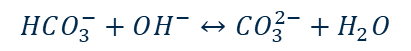 HCO₃⁻ + OH⁻ ↔ CO₃²⁻ + H₂O